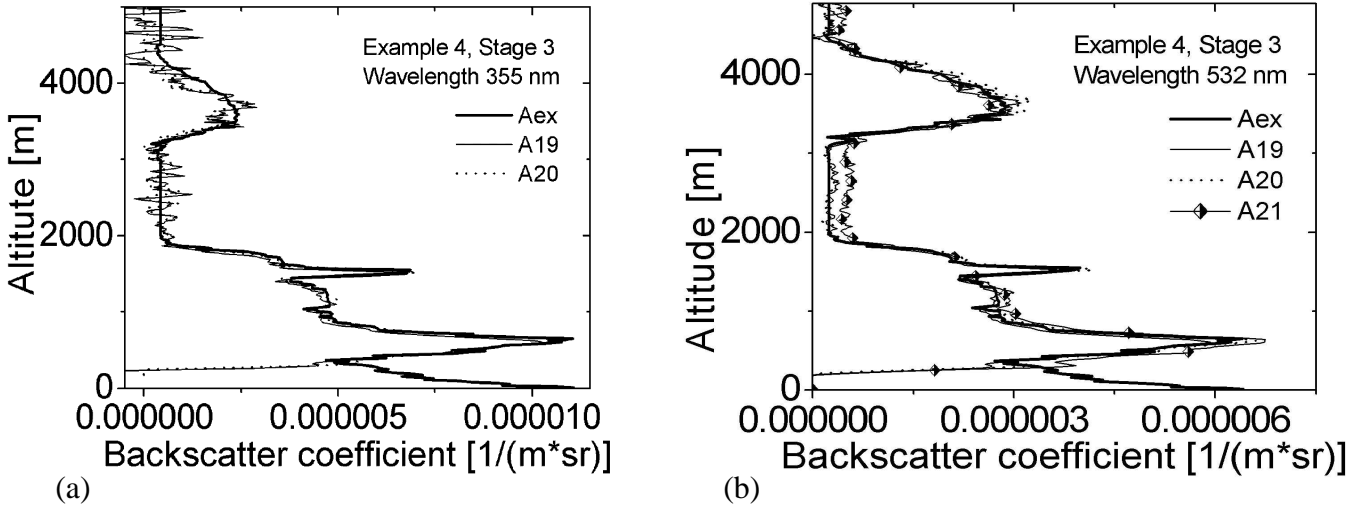 Example 4, Stage 3
Wavelength 355 nm
Aex
A19
A20
4000
2000
0
Altitute [m]
0.000000
0.000005
0.000010
Backscatter coefficient [1/(m*sr)]
(a)
Example 4, Stage 3
Wavelength 532 nm
Aex
A19
A20
A21
4000
2000
0
Altitude [m]
0.000000
0.000003
0.000006
Backscatter coefficient [1/(m*sr)]
(b)